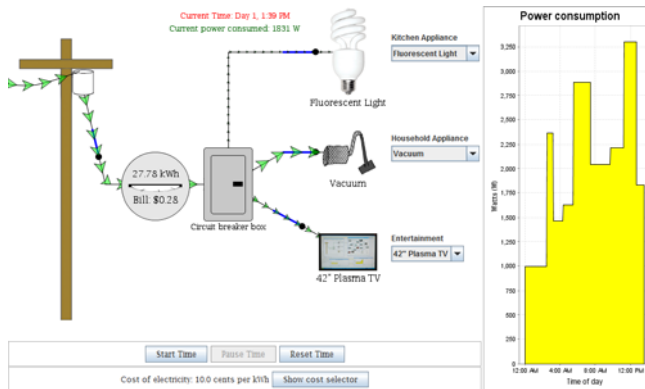 Current Time: Day 1, 1:39 PM
Current power consumed: 1831 W
Kitchen Appliance
Fluorescent Light
Fluorescent Light
Household Appliance
Vacuum
Vacuum
27.78 kWh
Bill: $0.28
Circuit breaker box
Entertainment
42" Plasma TV
42" Plasma TV
Start Time
Pause Time
Reset Time
Cost of electricity: 10.0 cents per kWh
Show cost selector
Power consumption
3,250
3,000
2,750
2,500
2,250
2,000
1,750
1,500
1,250
1,000
750
500
250
0
Watts (W)
12:00 AM
4:00 AM
8:00 AM
12:00 PM
Time of day